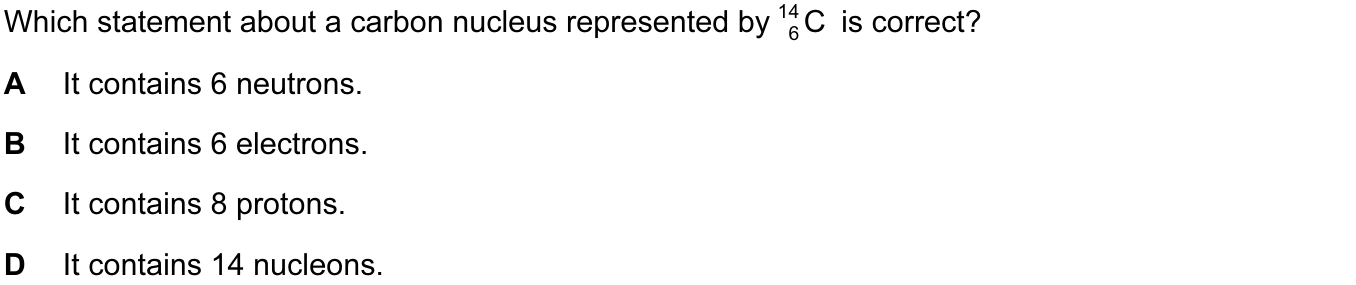 Which statement about a carbon nucleus represented by ¹⁴₆C is correct?
A It contains 6 neutrons.
B It contains 6 electrons.
C It contains 8 protons.
D It contains 14 nucleons.